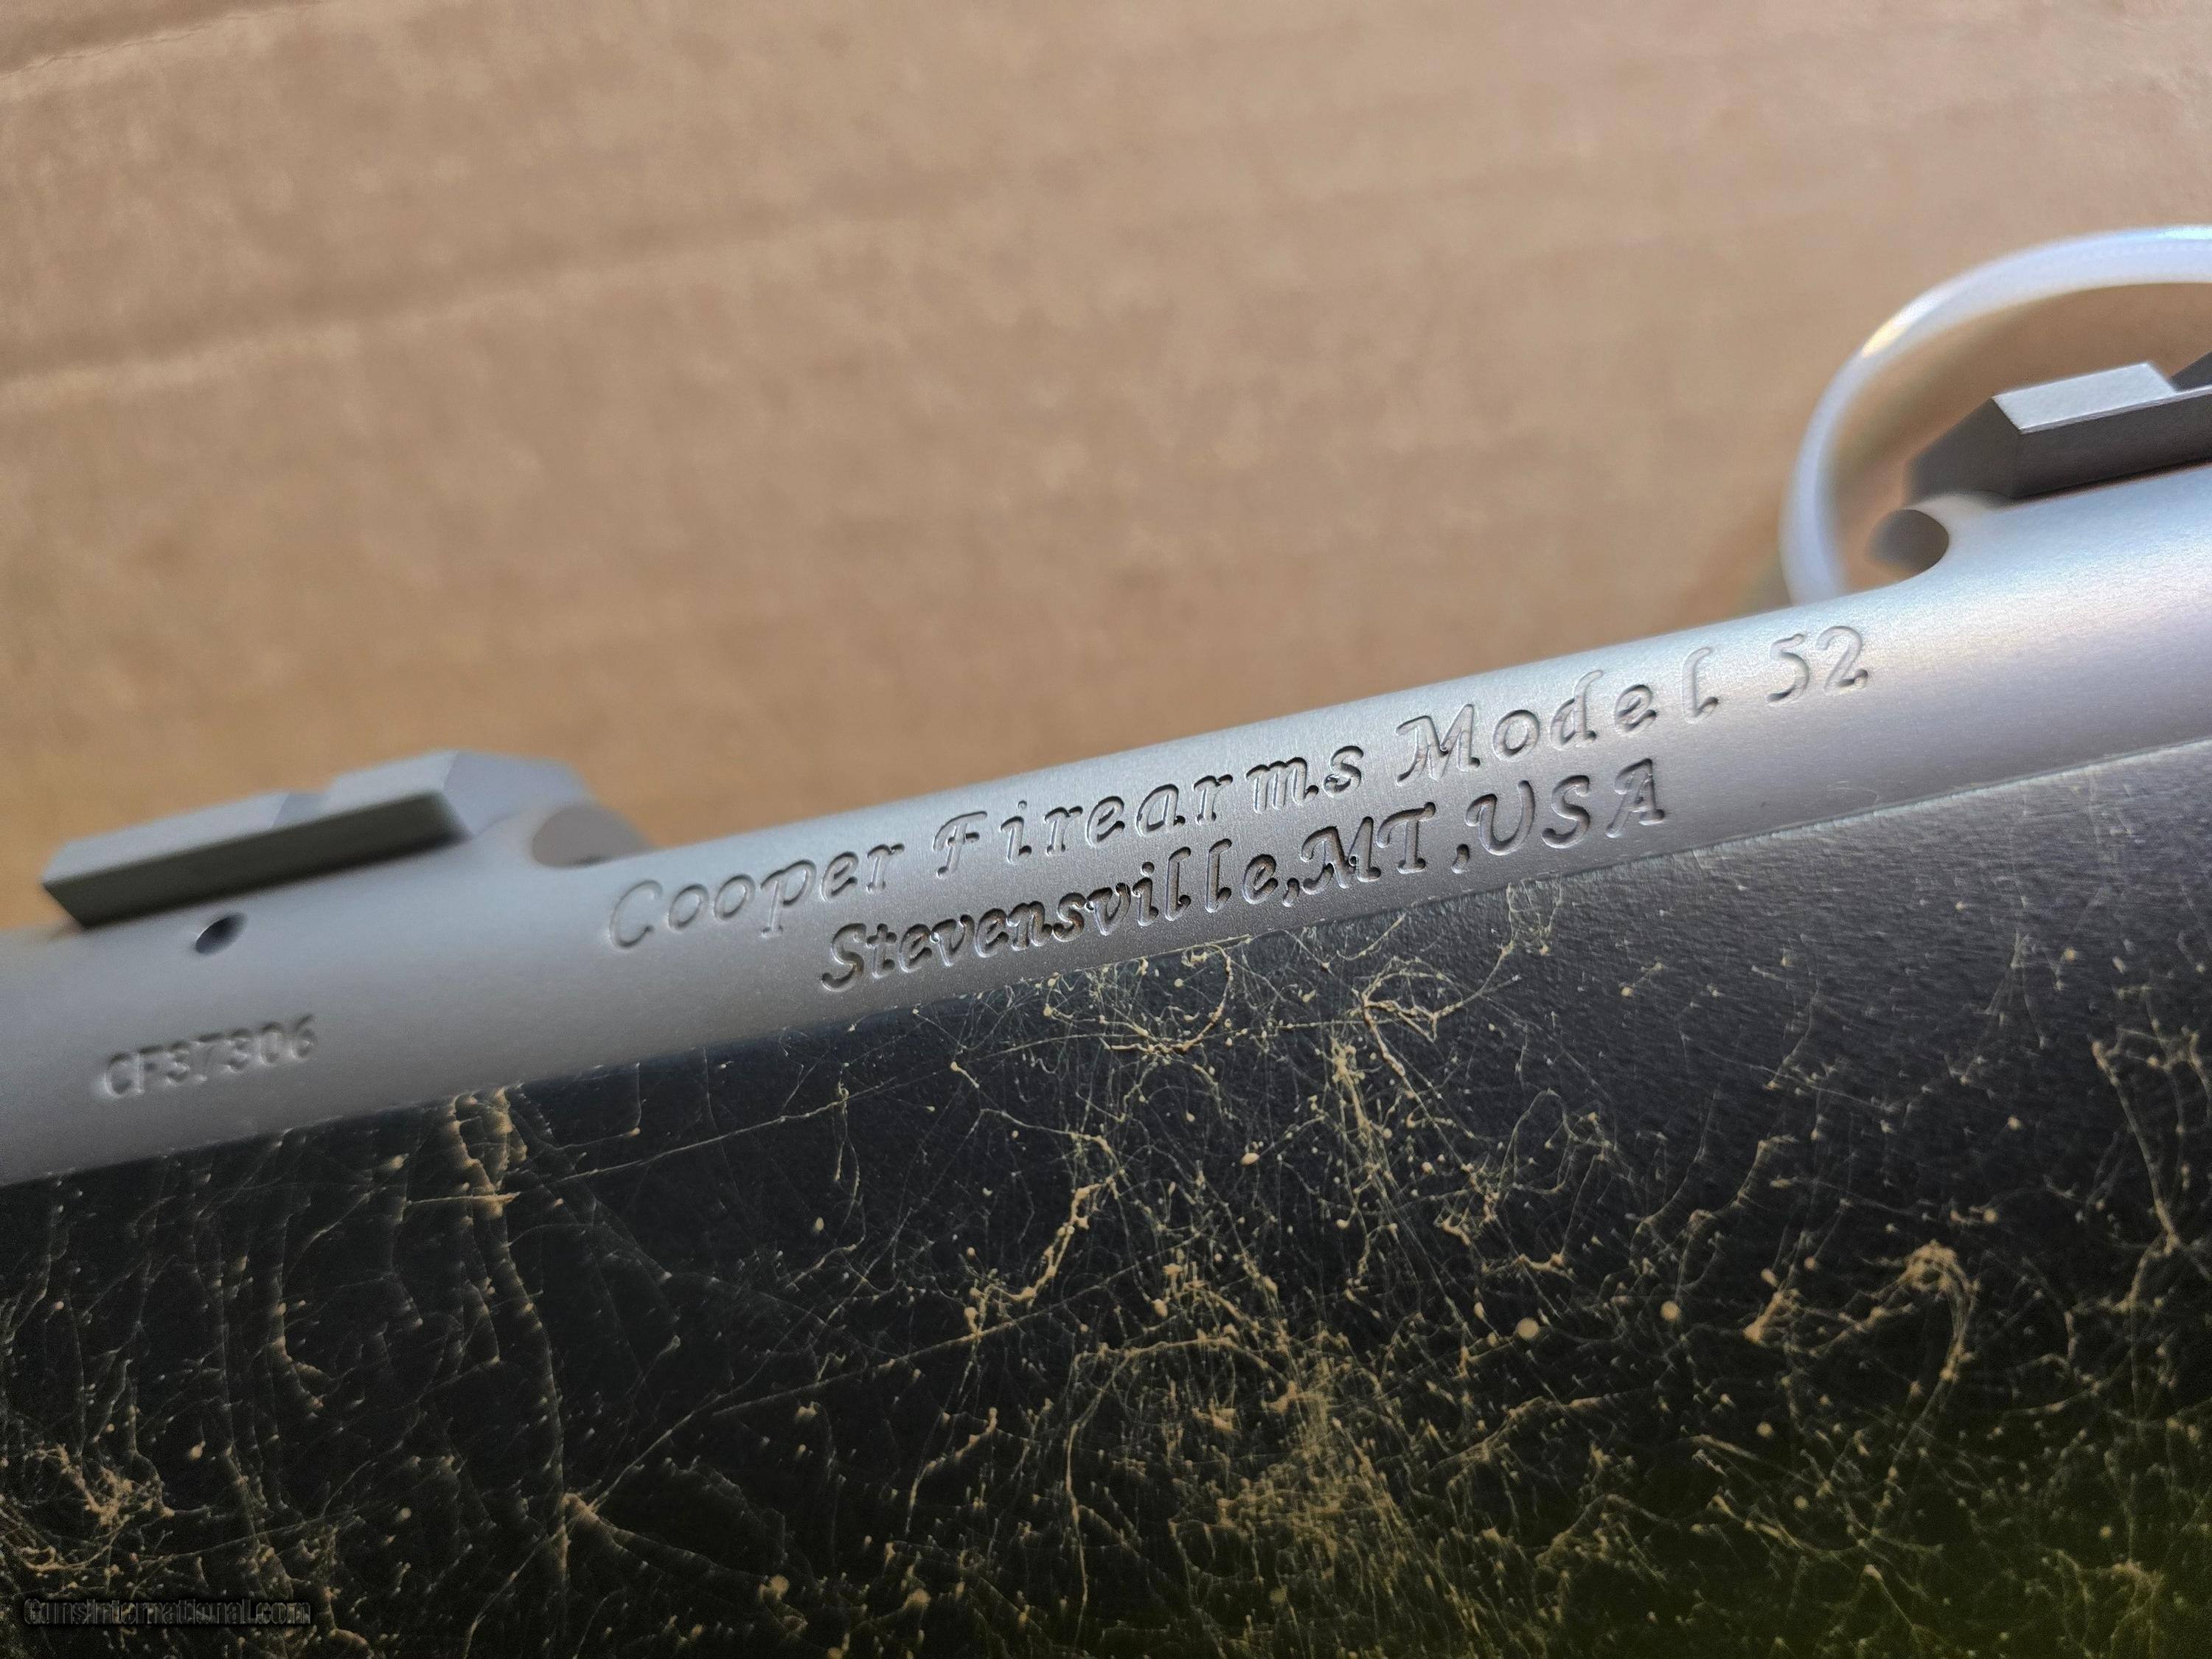 Cooper Firearms Model 52
Stevensville,MT,USA
CF37306
GunsInternational.com